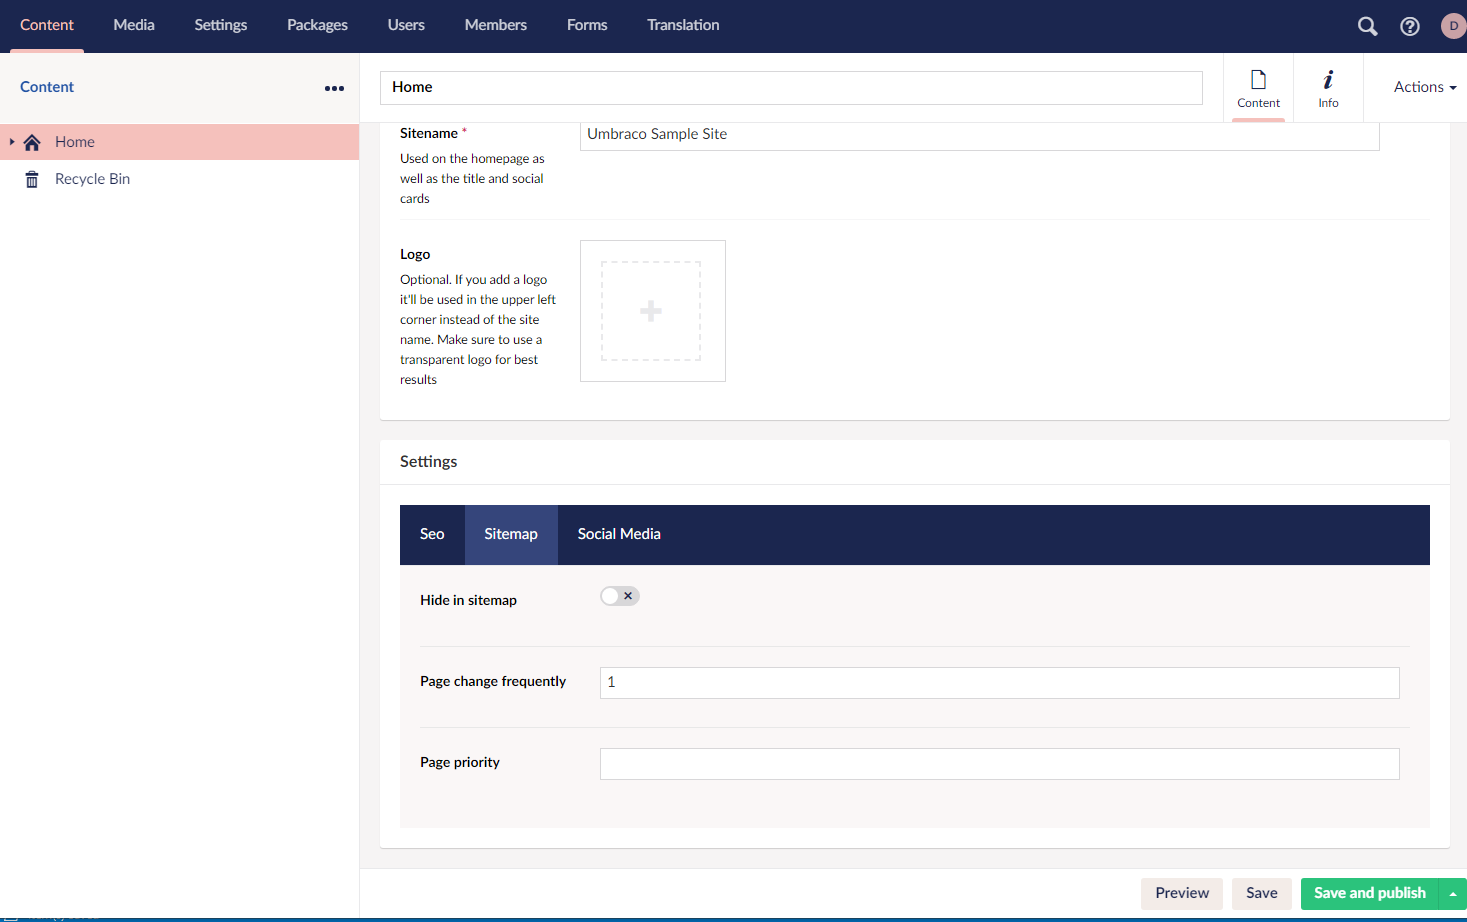 Content Media Settings Packages Users Members Forms Translation D
Content
Home
Recycle Bin
Home
Content
Info
Actions
Sitename *
Umbraco Sample Site
Used on the homepage as
well as the title and social
cards
Logo
Optional. If you add a logo
it'll be used in the upper left
corner instead of the site
name. Make sure to use a
transparent logo for best
results
Settings
Seo Sitemap Social Media
Hide in sitemap
Page change frequently
1
Page priority
Preview Save Save and publish